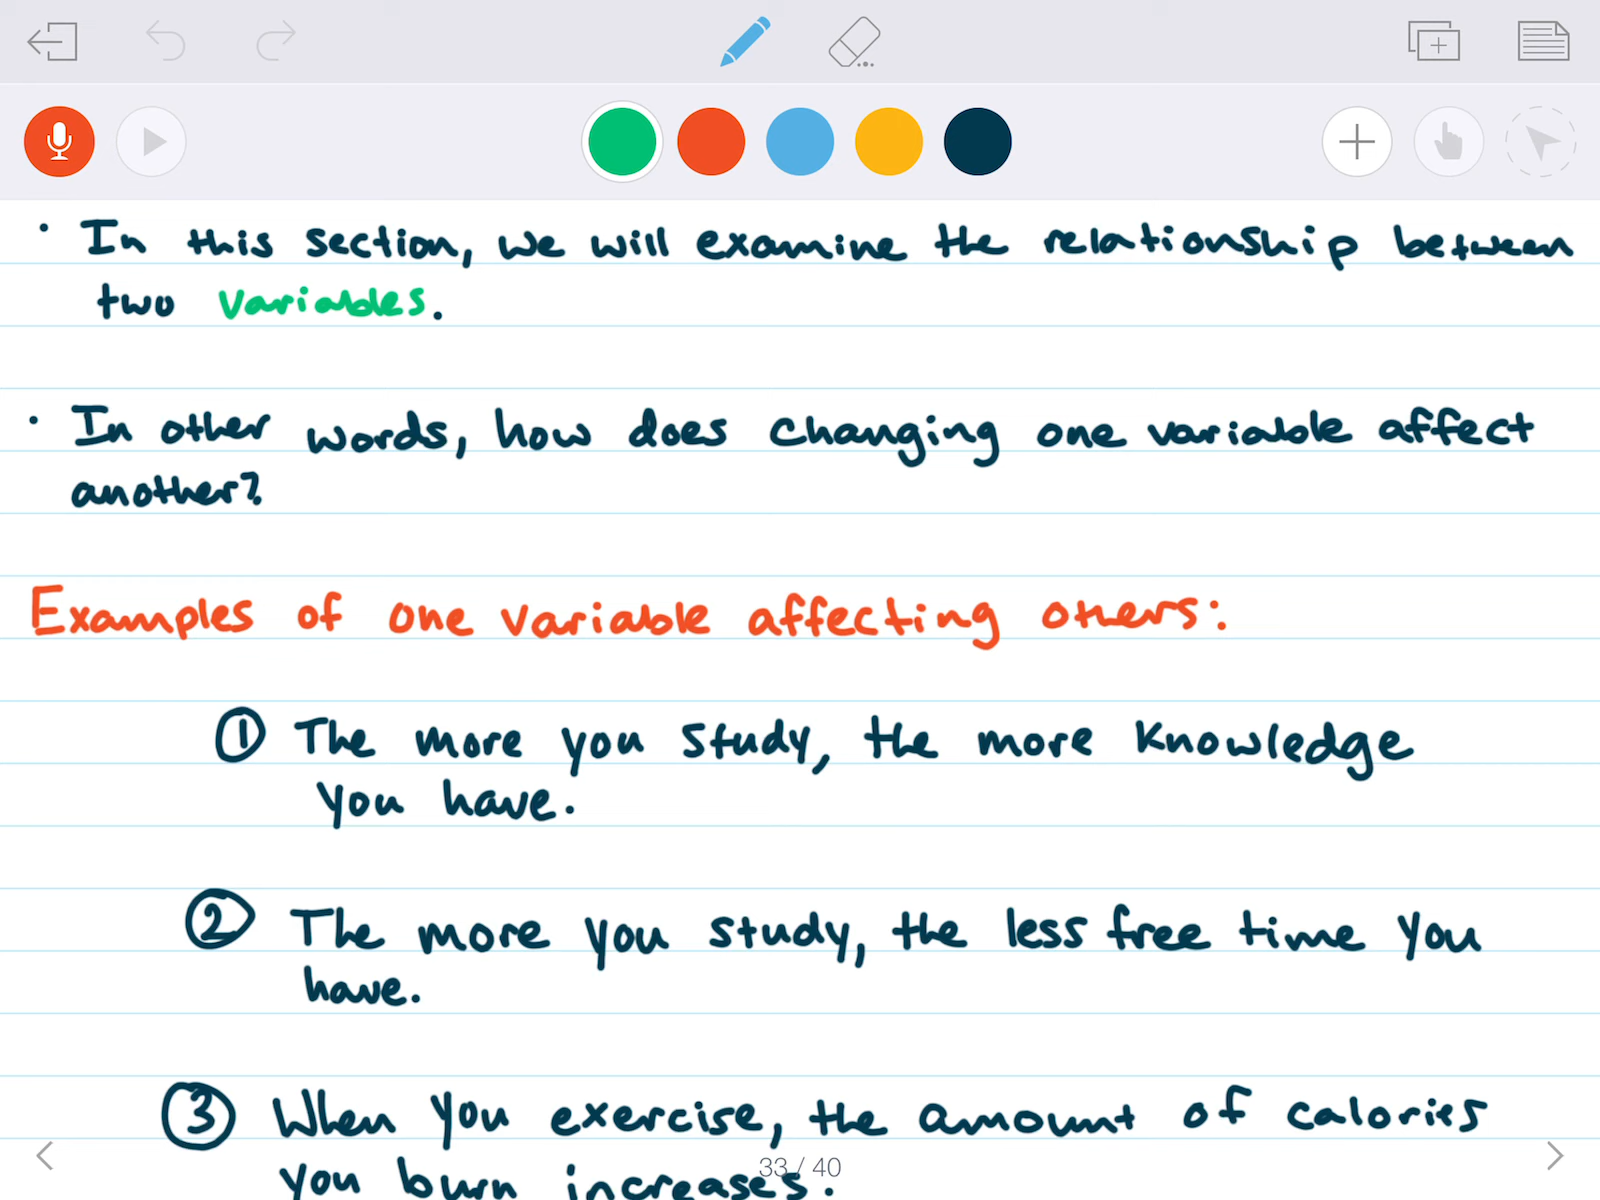 • In this section, we will examine the relationship between
two variables.
• In other words, how does changing one variable affect
another?
Examples of one variable affecting others:
① The more you study, the more knowledge
you have.
② The more you study, the less free time you
have.
③ When you exercise, the amount of calories
you burn increases.
33 / 40